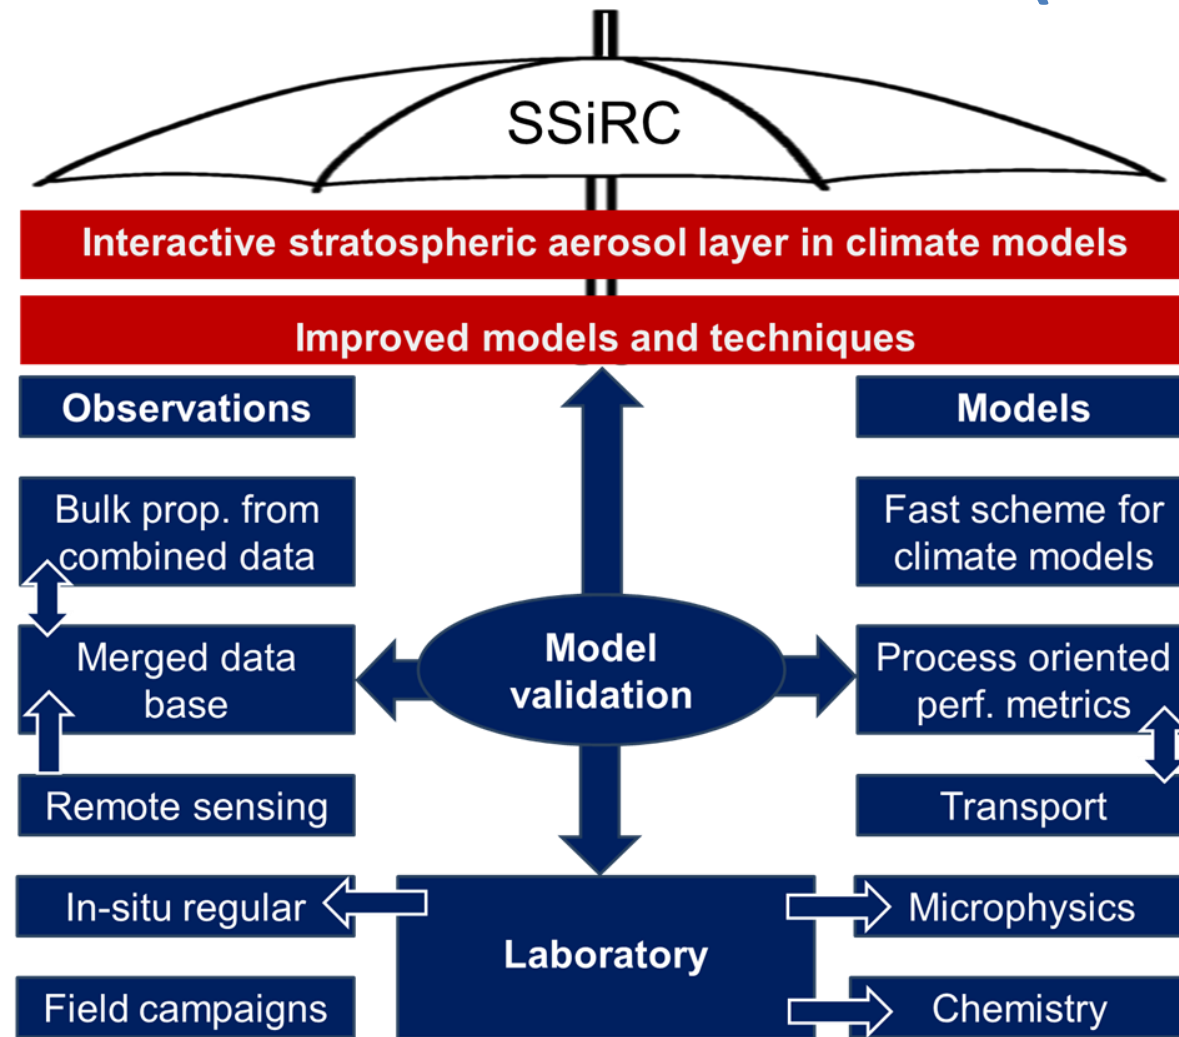 SSiRC
Interactive stratospheric aerosol layer in climate models
Improved models and techniques
Observations
Bulk prop. from
combined data
Merged data
base
Remote sensing
In-situ regular
Field campaigns
Model
validation
Laboratory
Models
Fast scheme for
climate models
Process oriented
perf. metrics
Transport
Microphysics
Chemistry